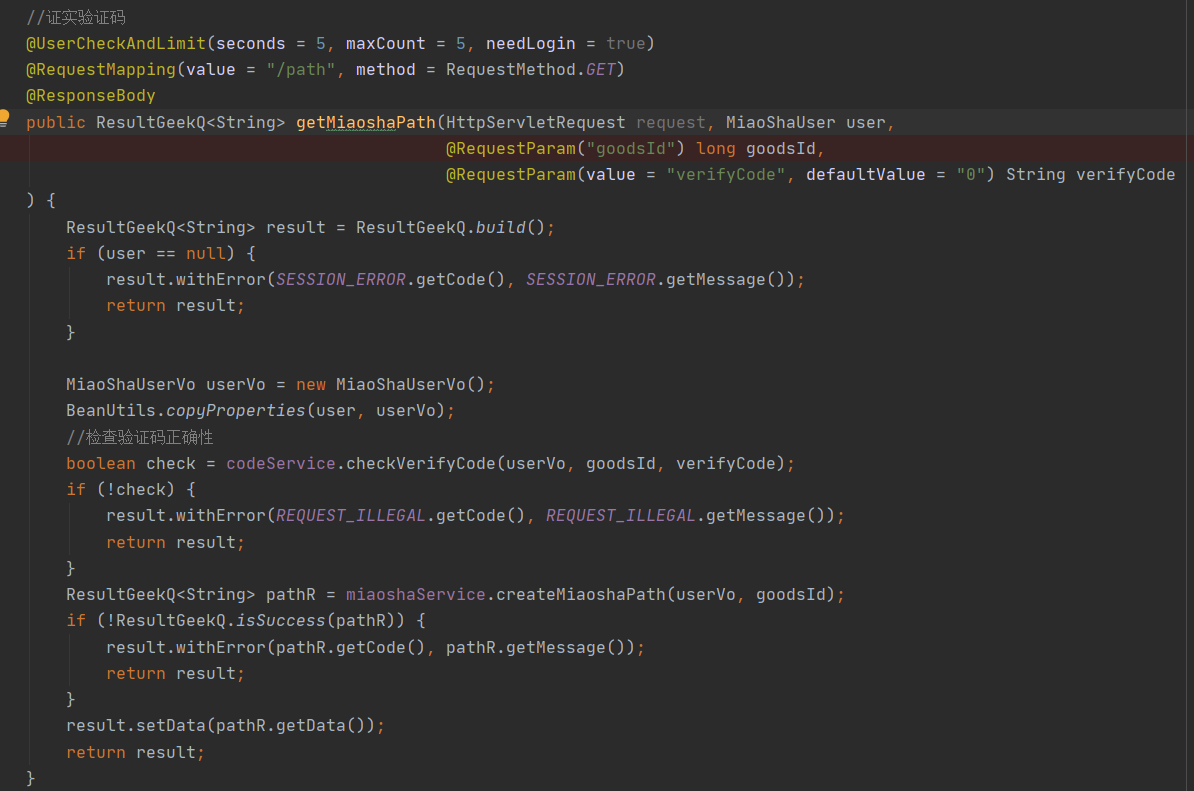 //证实验证码
@UserCheckAndLimit(seconds = 5, maxCount = 5, needLogin = true)
@RequestMapping(value = "/path", method = RequestMethod.GET)
@ResponseBody
public ResultGeekQ<String> getMiaoshaPath(HttpServletRequest request, MiaoShaUser user,
@RequestParam("goodsId") long goodsId,
@RequestParam(value = "verifyCode", defaultValue = "0") String verifyCode
) {
ResultGeekQ<String> result = ResultGeekQ.build();
if (user == null) {
result.withError(SESSION_ERROR.getCode(), SESSION_ERROR.getMessage());
return result;
}
MiaoShaUserVo userVo = new MiaoShaUserVo();
BeanUtils.copyProperties(user, userVo);
//检查验证码正确性
boolean check = codeService.checkVerifyCode(userVo, goodsId, verifyCode);
if (!check) {
result.withError(REQUEST_ILLEGAL.getCode(), REQUEST_ILLEGAL.getMessage());
return result;
}
ResultGeekQ<String> pathR = miaoshaService.createMiaoshaPath(userVo, goodsId);
if (!ResultGeekQ.isSuccess(pathR)) {
result.withError(pathR.getCode(), pathR.getMessage());
return result;
}
result.setData(pathR.getData());
return result;
}